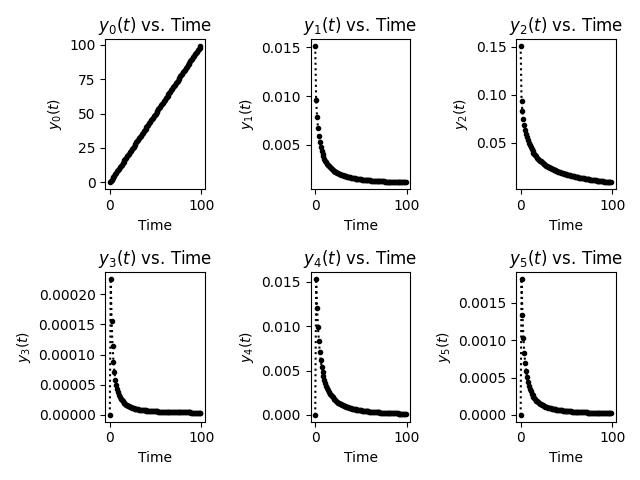 y₀(t) vs. Time
y₁(t) vs. Time
y₂(t) vs. Time
100
75
50
25
0
y₀(t)
0
100
Time
0.015
0.010
0.005
y₁(t)
0
100
Time
0.15
0.10
0.05
y₂(t)
0
100
Time
y₃(t) vs. Time
y₄(t) vs. Time
y₅(t) vs. Time
0.00020
0.00015
0.00010
0.00005
0.00000
y₃(t)
0
100
Time
0.015
0.010
0.005
0.000
y₄(t)
0
100
Time
0.0015
0.0010
0.0005
0.0000
y₅(t)
0
100
Time